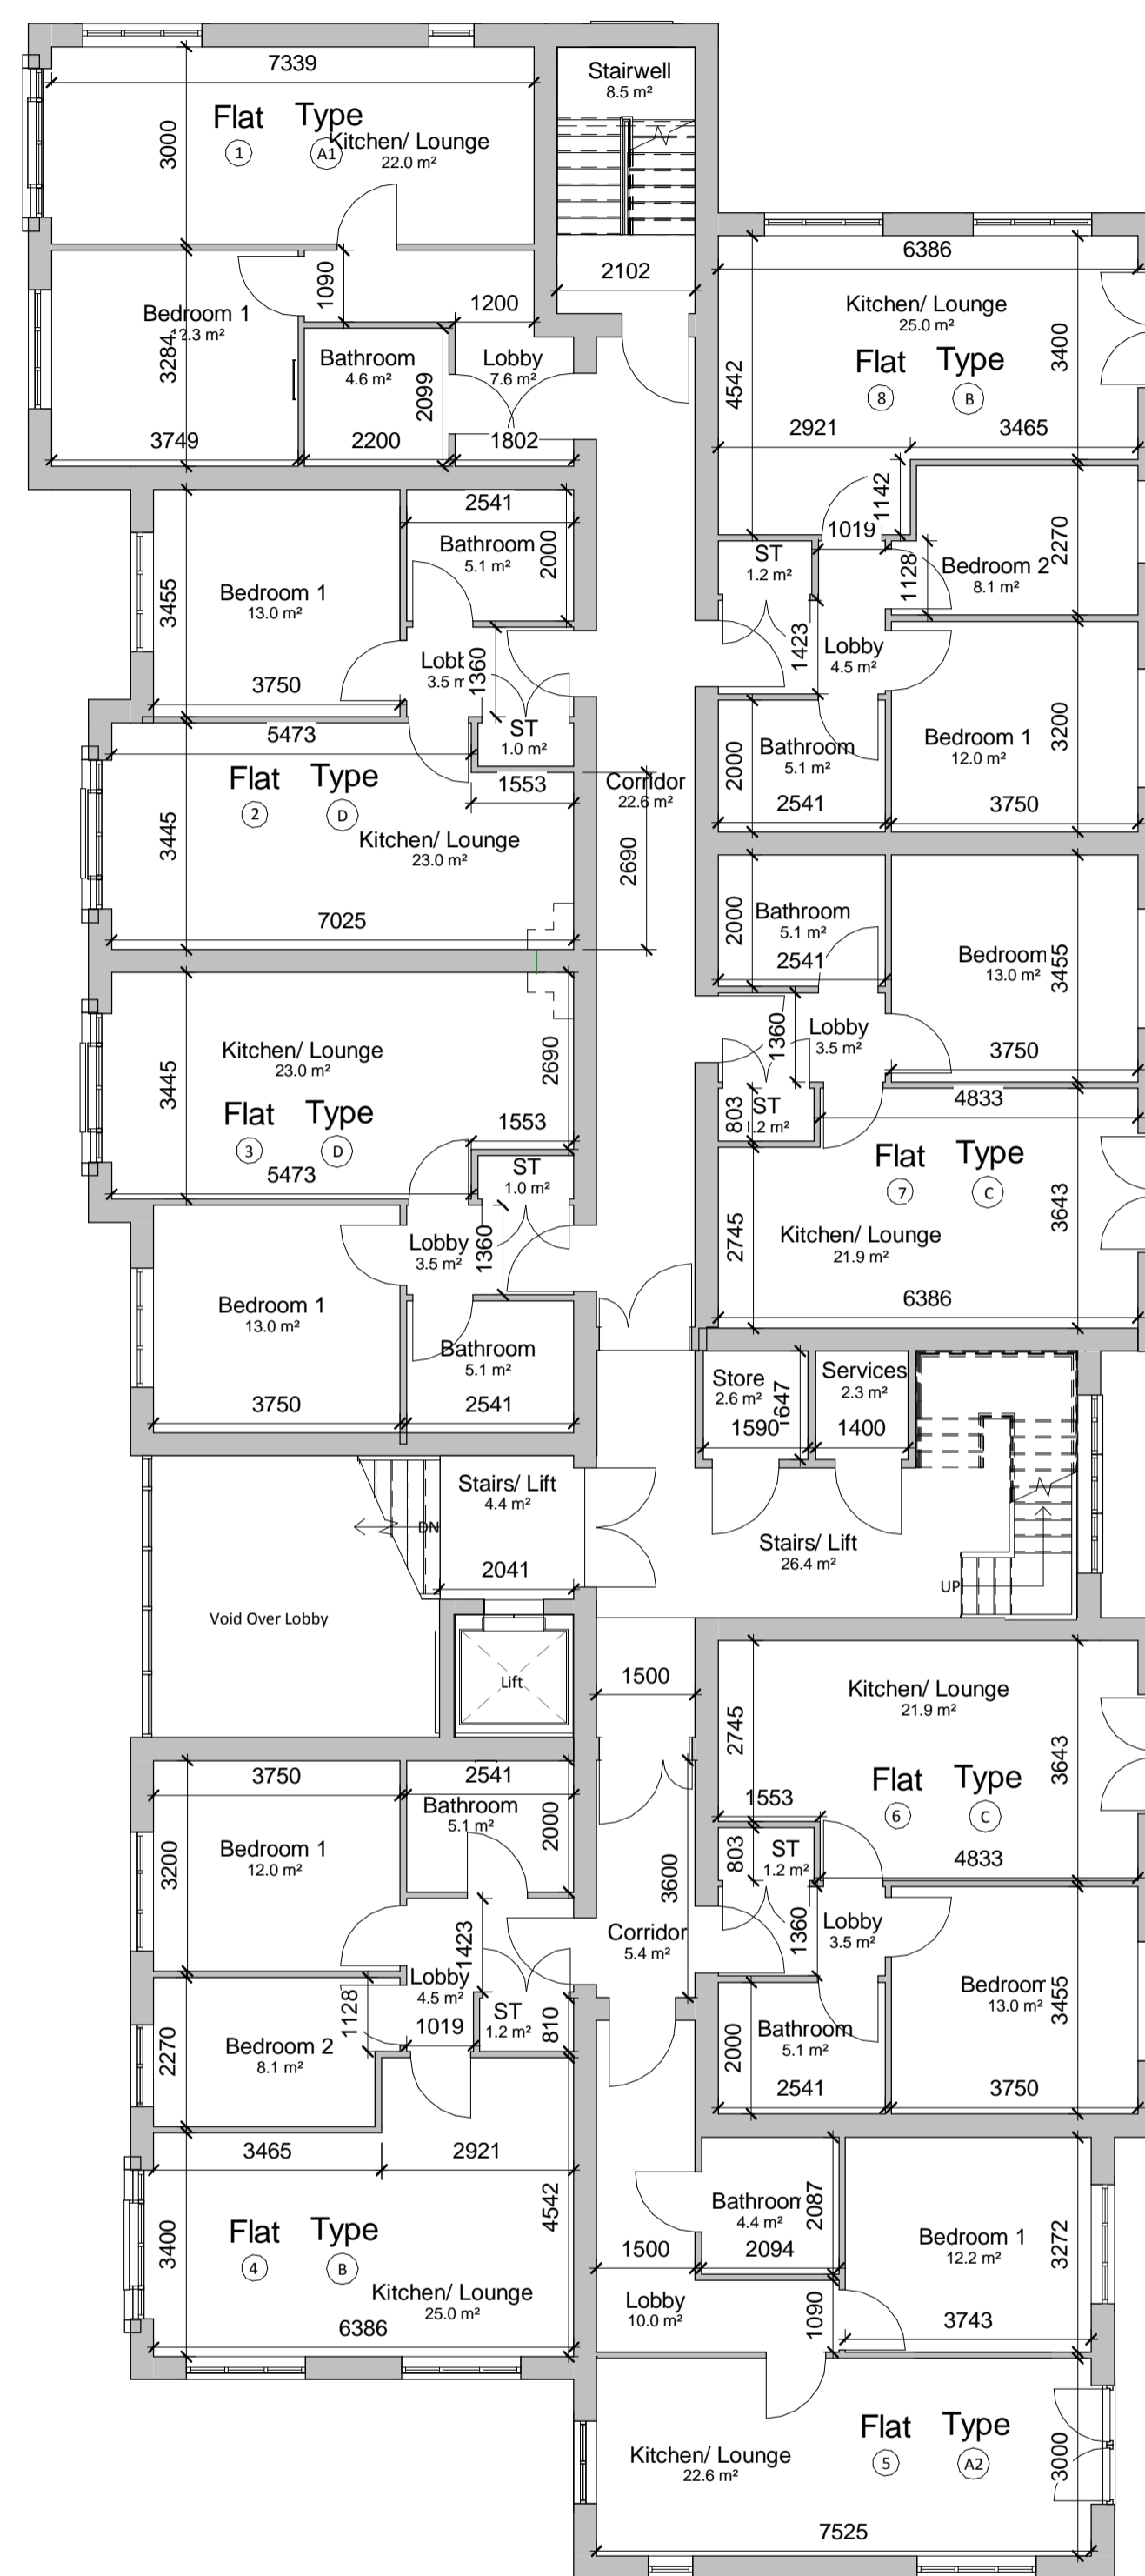 7339
Stairwell
8.5 m²
Flat Type
1 A1
Kitchen/ Lounge
22.0 m²
3000
2102
1090
1200
Bedroom 1
3284
Bathroom
4.6 m²
2099
Lobby
7.6 m²
3749
2200
1802
6386
Kitchen/ Lounge
25.0 m²
Flat Type
8 B
3400
4542
2921
3465
1142
1019
ST
1.2 m²
1128
Bedroom 2
8.1 m²
2270
1423
Lobby
4.5 m²
Bedroom 1
12.0 m²
3200
Bathroom
5.1 m²
2000
2541
3750
2541
Bathroom
5.1 m²
2000
3455
Bedroom 1
13.0 m²
1360
3750
ST
1.0 m²
5473
1553
Flat Type
2 D
Kitchen/ Lounge
23.0 m²
3445
7025
Corridor
22.6 m²
2690
2000
Bathroom
5.1 m²
2541
Bedroom
13.0 m²
3455
1360
Lobby
3.5 m²
3750
803
ST
4833
Flat Type
7 C
Kitchen/ Lounge
21.9 m²
2745
3643
6386
Kitchen/ Lounge
23.0 m²
3445
2690
Flat Type
3 D
1553
5473
ST
1.0 m²
Lobby
3.5 m²
1360
Bedroom 1
13.0 m²
Bathroom
5.1 m²
3750
2541
Store
2.6 m²
1590
1647
Services
2.3 m²
1400
Stairs/ Lift
4.4 m²
DN
2041
Stairs/ Lift
26.4 m²
UP
Void Over Lobby
Lift
1500
Kitchen/ Lounge
21.9 m²
2745
3643
Flat Type
6 C
1553
803
ST
1.2 m²
4833
1360
Lobby
3.5 m²
Bedroom
13.0 m²
3455
Bathroom
5.1 m²
2000
2541
3750
3750
2541
Bathroom
5.1 m²
2000
Bedroom 1
12.0 m²
3200
3600
Corridor
5.4 m²
1423
Lobby
4.5 m²
1128
1019
ST
1.2 m²
810
Bedroom 2
8.1 m²
2270
3465
2921
4542
3400
Flat Type
4 B
Kitchen/ Lounge
25.0 m²
6386
Bathroom
4.4 m²
2087
2094
1500
Bedroom 1
12.2 m²
3272
Lobby
10.0 m²
1090
3743
Flat Type
5 A2
Kitchen/ Lounge
22.6 m²
3000
7525